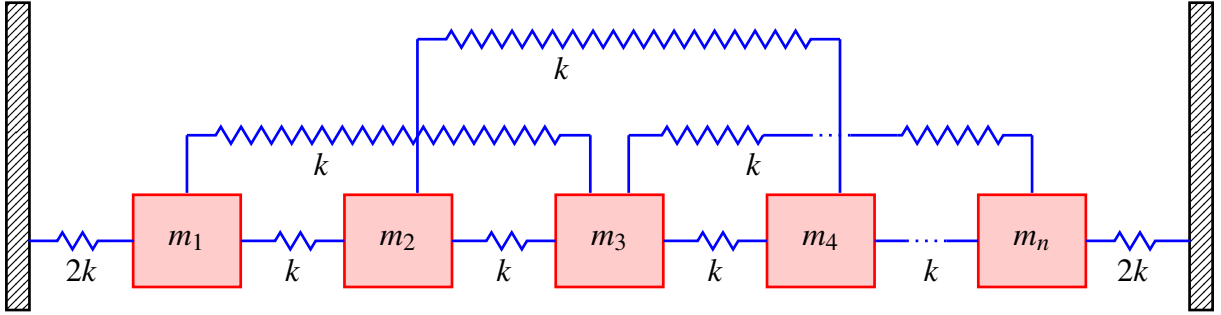 k
k k
m₁ m₂ m₃ m₄ mₙ
2k k k k k 2k